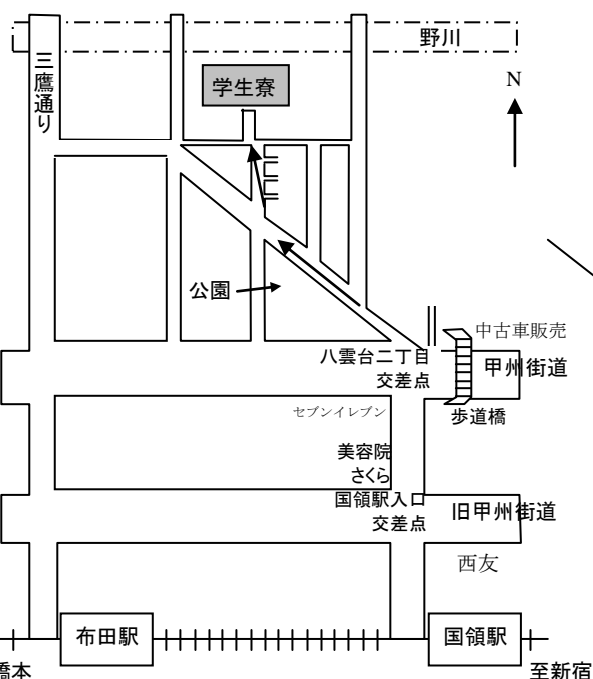 野川
三鷹通り
学生寮
N
公園
中古車販売
八雲台二丁目
交差点
甲州街道
歩道橋
セブンイレブン
美容院
さくら
国領駅入口
交差点
旧甲州街道
西友
布田駅
国領駅
橋本
至新宿